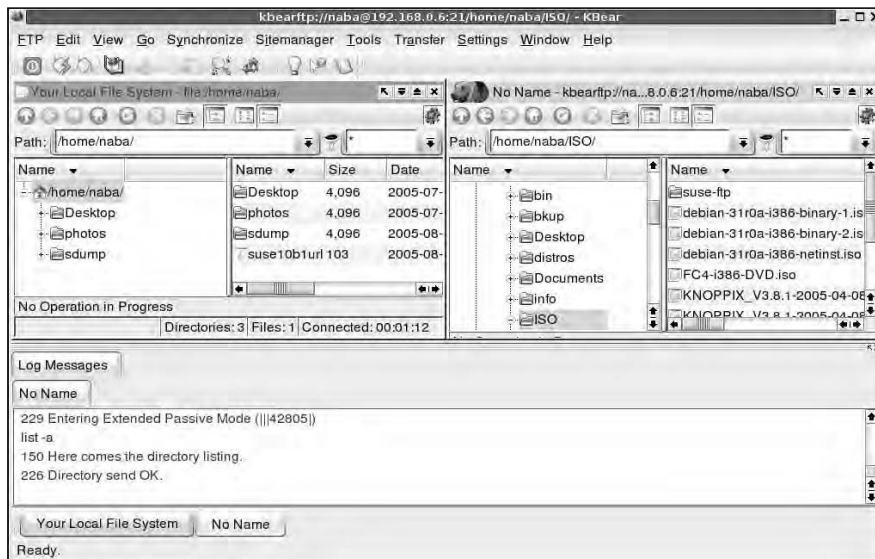 kbearftp://naba@192.168.0.6:21/home/naba/ISO/ - KBear
FTP Edit View Go Synchronize Sitemanager Tools Transfer Settings Window Help
Your Local File System - file:/home/naba/
Path: /home/naba/ *
Name
/home/naba/
Desktop
photos
sdump
Name Size Date
Desktop 4,096 2005-07-
photos 4,096 2005-07-
sdump 4,096 2005-08-
suse10b1url 103 2005-08-
No Operation in Progress
Directories: 3 Files: 1 Connected: 00:01:12
No Name - kbearftp://na...8.0.6:21/home/naba/ISO/
Path: /home/naba/ISO/ *
Name
bin
bkup
Desktop
distros
Documents
info
ISO
Name
suse-ftp
debian-31r0a-i386-binary-1.is
debian-31r0a-i386-binary-2.is
debian-31r0a-i386-netinst.iso
FC4-i386-DVD.iso
KNOPPIX_V3.8.1-2005-04-08
KNOPPIX_V3.8.1-2005-04-08
Log Messages
No Name
229 Entering Extended Passive Mode (|||42805|)
list -a
150 Here comes the directory listing.
226 Directory send OK.
Your Local File System No Name
Ready.